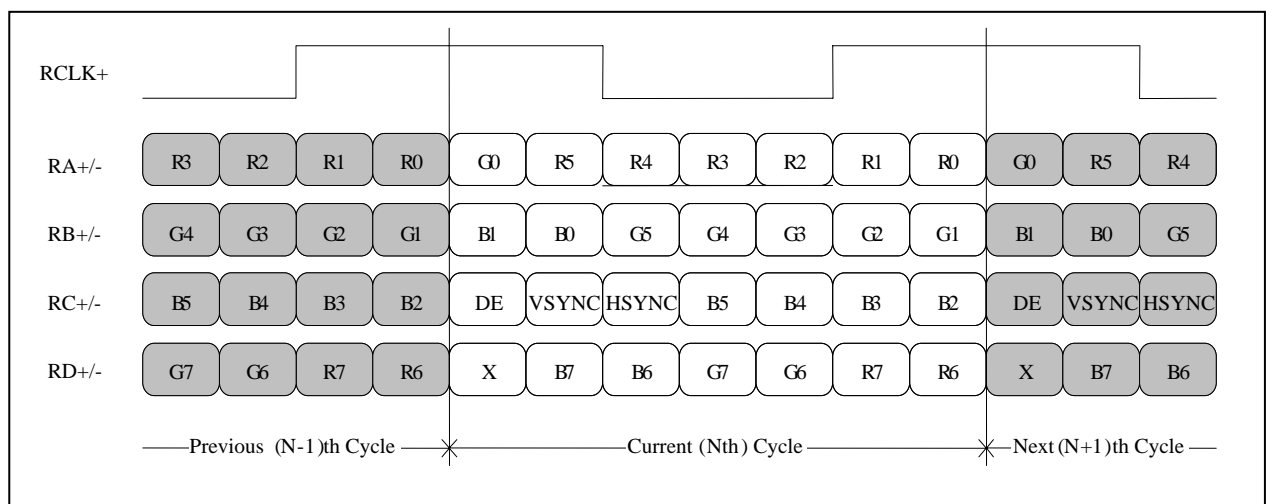 RCLK+
RA+/- R3 R2 R1 R0 G0 R5 R4 R3 R2 R1 R0 G0 R5 R4
RB+/- G4 G3 G2 G1 B1 B0 G5 G4 G3 G2 G1 B1 B0 G5
RC+/- B5 B4 B3 B2 DE VSYNC HSYNC B5 B4 B3 B2 DE VSYNC HSYNC
RD+/- G7 G6 R7 R6 X B7 B6 G7 G6 R7 R6 X B7 B6
Previous (N-1)th Cycle Current (Nth) Cycle Next (N+1)th Cycle